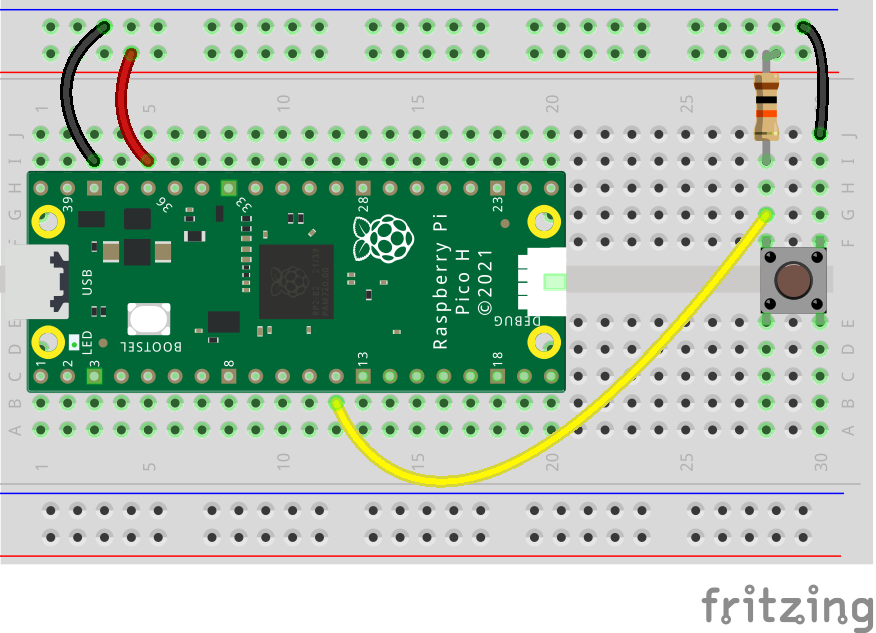 1 5 10 15 20 25
J
I
H
G
F
39 36 33 28 23
USB
BOOTSEL
LED
Raspberry Pi
Pico H
©2021
DEBUG
1 2 3 8 13 18
E
D
C
B
A
1 5 10 15 20 25 30
J
I
H
G
F
E
D
C
B
A
fritzing